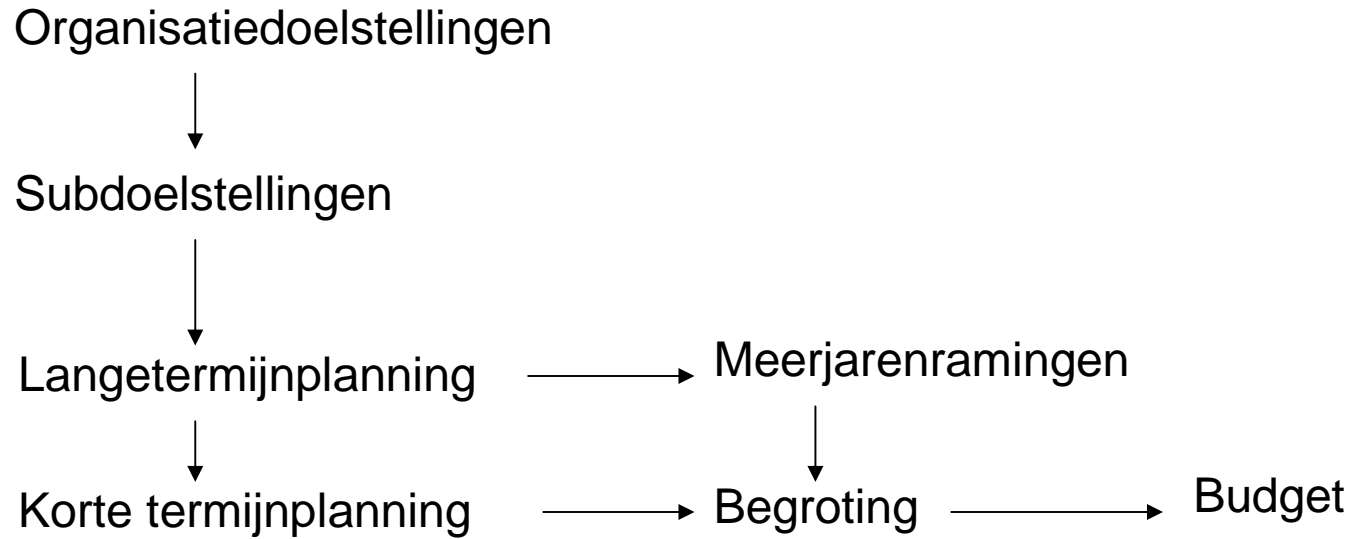 Organisatiedoelstellingen
Subdoelstellingen
Langetermijnplanning
Meerjarenramingen
Korte termijnplanning
Begroting
Budget